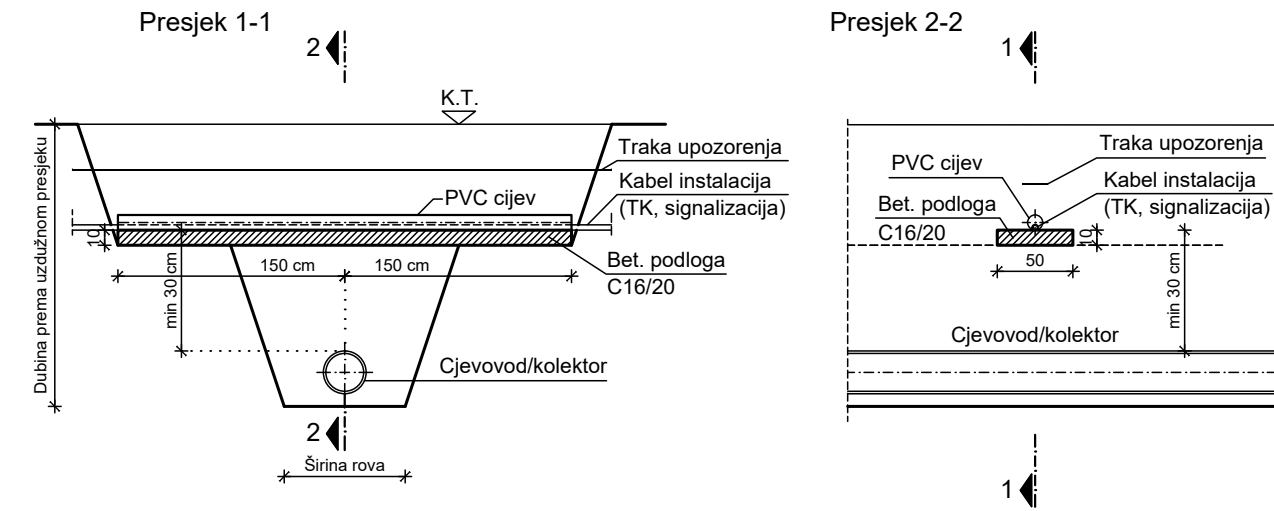 Presjek 1-1
2
K.T.
Dubina prema uzdužnom presjeku
Traka upozorenja
PVC cijev
Kabel instalacija
(TK, signalizacija)
10
150 cm
150 cm
Bet. podloga
C16/20
min 30 cm
Cjevovod/kolektor
2
Širina rova
Presjek 2-2
1
Traka upozorenja
PVC cijev
Kabel instalacija
(TK, signalizacija)
Bet. podloga
C16/20
10
50
min 30 cm
Cjevovod/kolektor
1